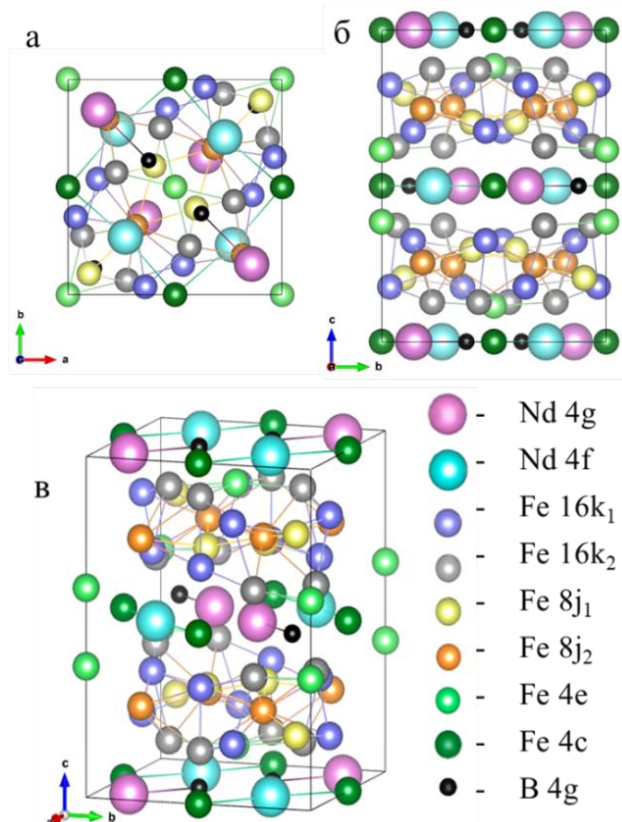 а
б
b
a
c
b
в
c
b
- Nd 4g
- Nd 4f
- Fe 16k₁
- Fe 16k₂
- Fe 8j₁
- Fe 8j₂
- Fe 4e
- Fe 4c
- B 4g